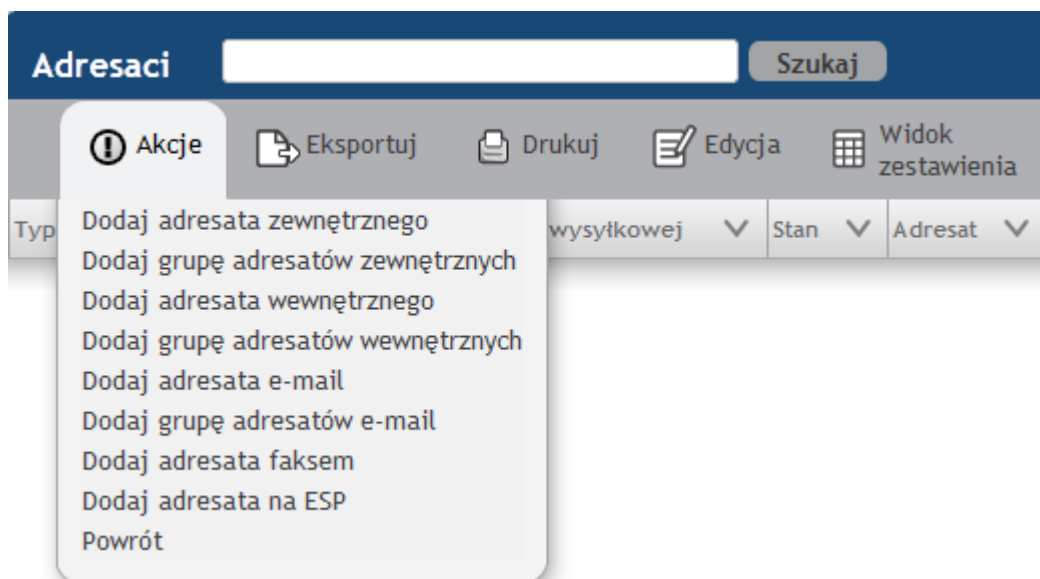 Adresaci Szukaj
Akcje Eksportuj Drukuj Edycja Widok zestawienia
Typ wysyłkowej Stan Adresat
Dodaj adresata zewnętrznego
Dodaj grupę adresatów zewnętrznych
Dodaj adresata wewnętrznego
Dodaj grupę adresatów wewnętrznych
Dodaj adresata e-mail
Dodaj grupę adresatów e-mail
Dodaj adresata faksem
Dodaj adresata na ESP
Powrót